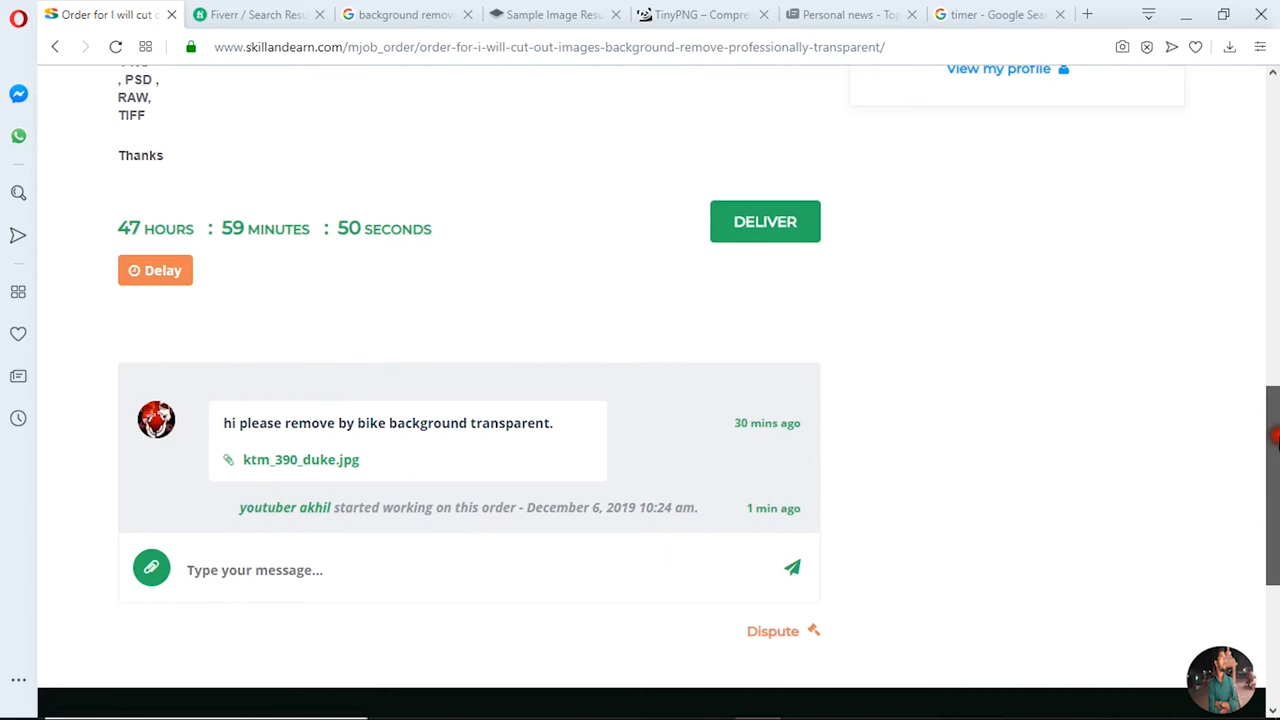 Order for I will cut o
Fiverr / Search Resu
background remov
Sample Image Resu
TinyPNG – Compre
Personal news - Top
timer - Google Sea
www.skillandearn.com/mjob_order/order-for-i-will-cut-out-images-background-remove-professionally-transparent/
View my profile
, PSD ,
RAW,
TIFF
Thanks
47 HOURS : 59 MINUTES : 50 SECONDS
DELIVER
Delay
hi please remove by bike background transparent.
30 mins ago
ktm_390_duke.jpg
youtuber akhil started working on this order - December 6, 2019 10:24 am.
1 min ago
Type your message...
Dispute